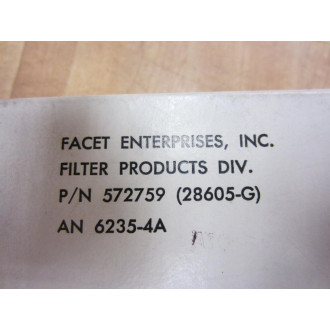 FACET ENTERPRISES, INC.
FILTER PRODUCTS DIV.
P/N 572759 (28605-G)
AN 6235-4A